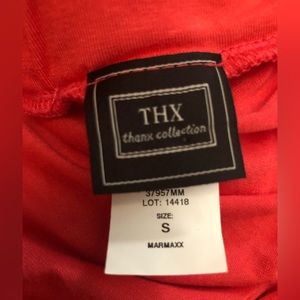 THX
thanx collection
37957MM
LOT: 14418
SIZE:
S
MARMAXX